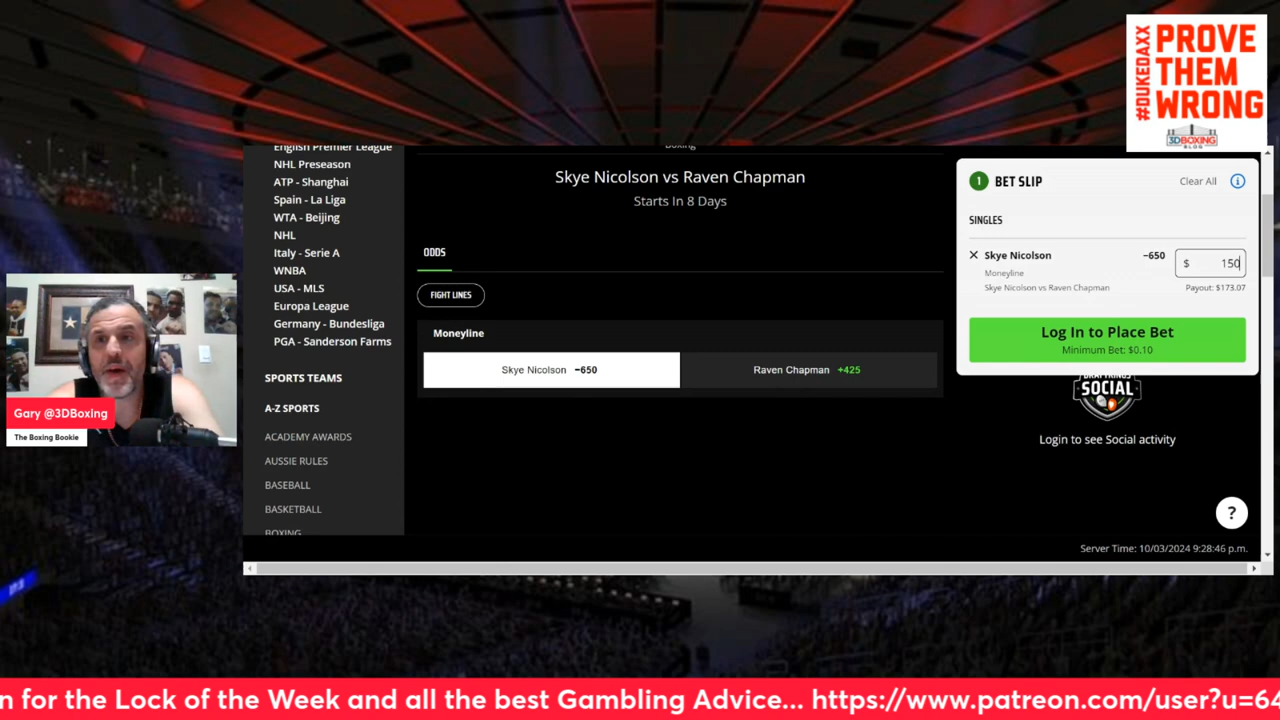 #DUKEDAXX
PROVE
THEM
WRONG
3DBOXING
BLOG
English Premier League
NHL Preseason
ATP - Shanghai
Spain - La Liga
WTA - Beijing
NHL
Italy - Serie A
WNBA
USA - MLS
Europa League
Germany - Bundesliga
PGA - Sanderson Farms
SPORTS TEAMS
A-Z SPORTS
ACADEMY AWARDS
AUSSIE RULES
BASEBALL
BASKETBALL
BOXING
Boxing
Skye Nicolson vs Raven Chapman
Starts In 8 Days
ODDS
FIGHT LINES
Moneyline
Skye Nicolson −650
Raven Chapman +425
1 BET SLIP Clear All
SINGLES
Skye Nicolson −650 $ 150
Moneyline
Skye Nicolson vs Raven Chapman Payout: $173.07
Log In to Place Bet
Minimum Bet: $0.10
DRAFTKINGS
SOCIAL
Login to see Social activity
?
Server Time: 10/03/2024 9:28:46 p.m.
Gary @3DBoxing
The Boxing Bookie
n for the Lock of the Week and all the best Gambling Advice... https://www.patreon.com/user?u=64